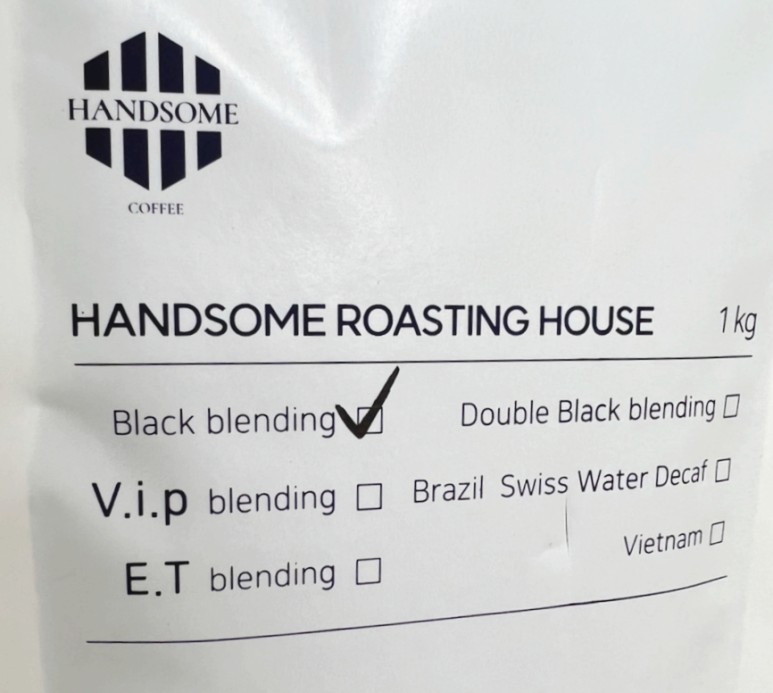 HANDSOME
COFFEE
HANDSOME ROASTING HOUSE 1kg
Black blending ☑ Double Black blending ☐
V.i.p blending ☐ Brazil Swiss Water Decaf ☐
E.T blending ☐ Vietnam ☐